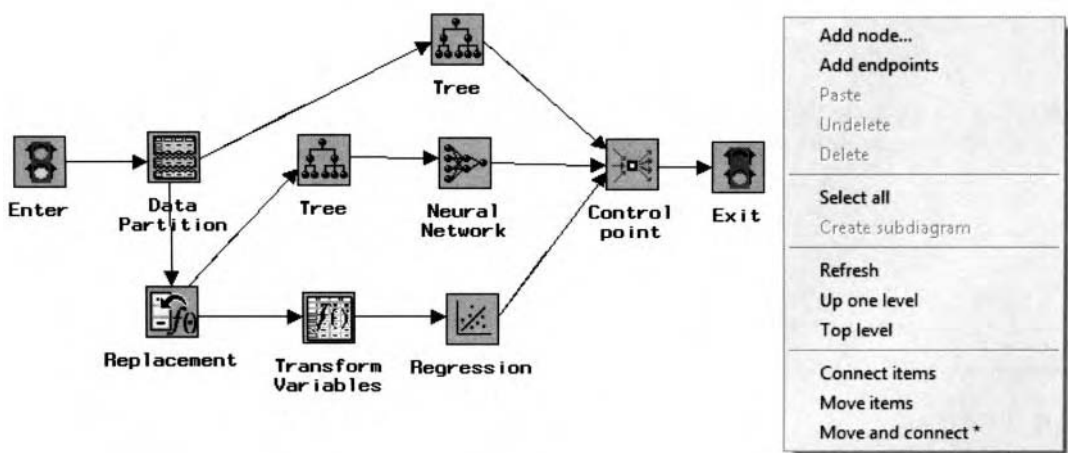 Tree
Enter
Data
Partition
Tree
Neural
Network
Control
point
Exit
Replacement
Transform
Variables
Regression
Add node...
Add endpoints
Paste
Undelete
Delete
Select all
Create subdiagram
Refresh
Up one level
Top level
Connect items
Move items
Move and connect *